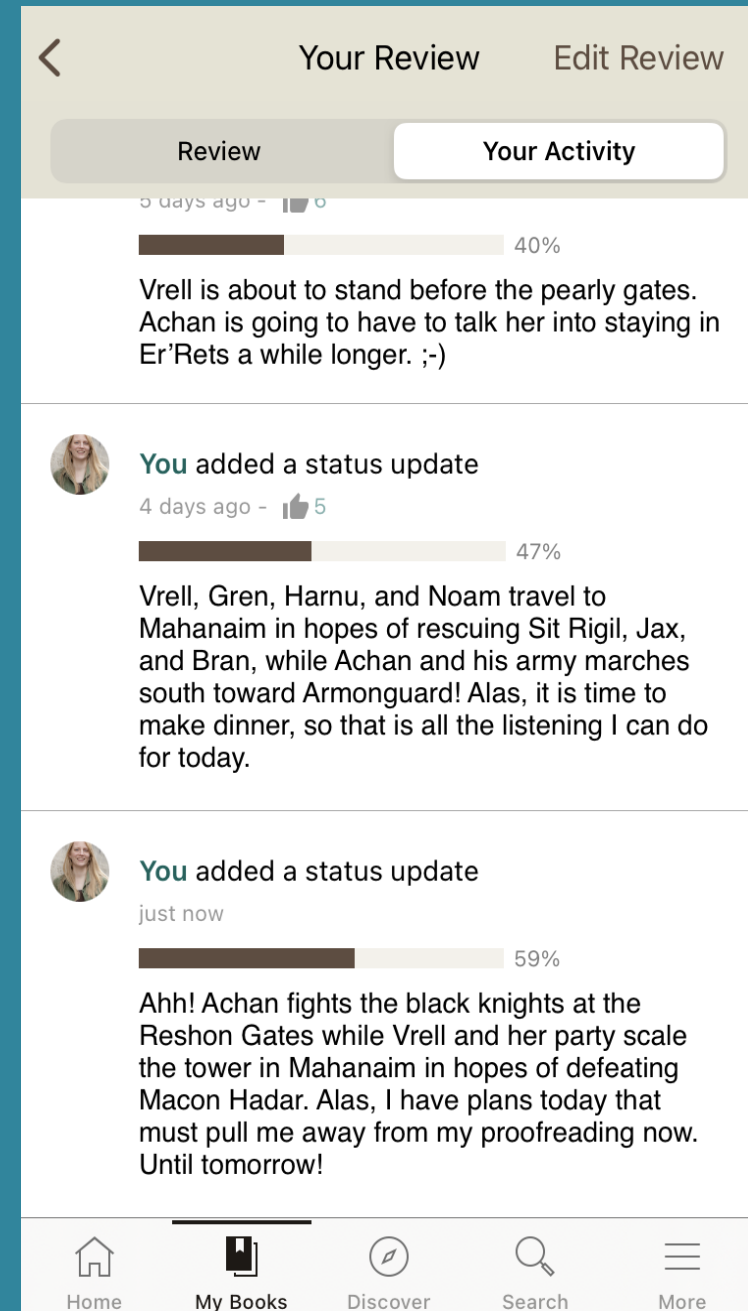 Your Review Edit Review
Review Your Activity
5 days ago - 6
40%
Vrell is about to stand before the pearly gates.
Achan is going to have to talk her into staying in
Er’Rets a while longer. ;-)
You added a status update
4 days ago - 5
47%
Vrell, Gren, Harnu, and Noam travel to
Mahanaim in hopes of rescuing Sit Rigil, Jax,
and Bran, while Achan and his army marches
south toward Armonguard! Alas, it is time to
make dinner, so that is all the listening I can do
for today.
You added a status update
just now
59%
Ahh! Achan fights the black knights at the
Reshon Gates while Vrell and her party scale
the tower in Mahanaim in hopes of defeating
Macon Hadar. Alas, I have plans today that
must pull me away from my proofreading now.
Until tomorrow!
Home My Books Discover Search More